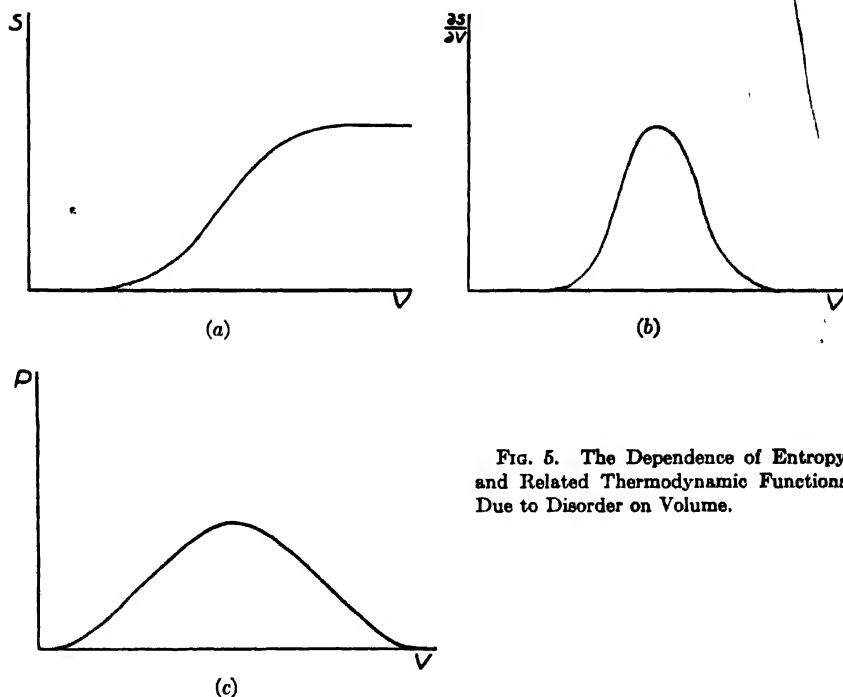 S
V
(a)
∂S
∂V
V
(b)
P
V
(c)
FIG. 5. The Dependence of Entropy
and Related Thermodynamic Functions
Due to Disorder on Volume.